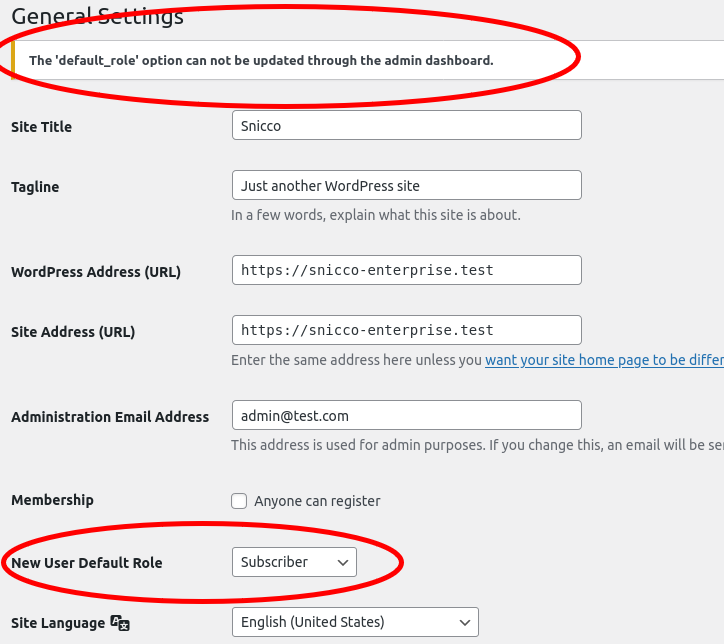 General Settings
The 'default_role' option can not be updated through the admin dashboard.
Site Title
Snicco
Tagline
Just another WordPress site
In a few words, explain what this site is about.
WordPress Address (URL)
https://snicco-enterprise.test
Site Address (URL)
https://snicco-enterprise.test
Enter the same address here unless you want your site home page to be differ
Administration Email Address
admin@test.com
This address is used for admin purposes. If you change this, an email will be se
Membership
Anyone can register
New User Default Role
Subscriber
Site Language
English (United States)